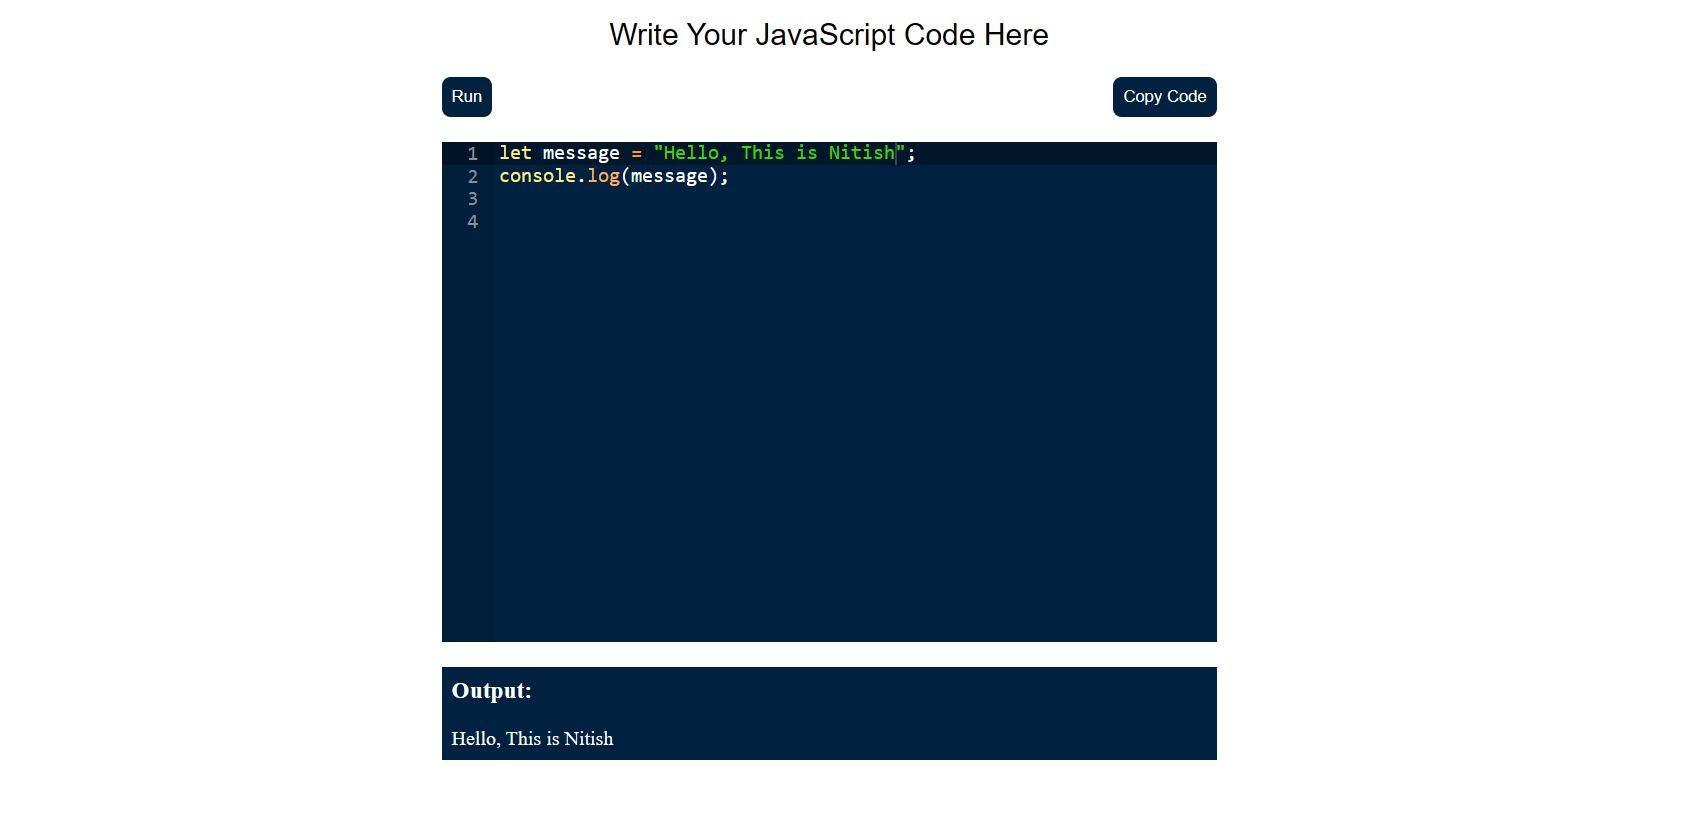 Write Your JavaScript Code Here
Run
Copy Code
1 let message = "Hello, This is Nitish";
2 console.log(message);
3
4
Output:
Hello, This is Nitish